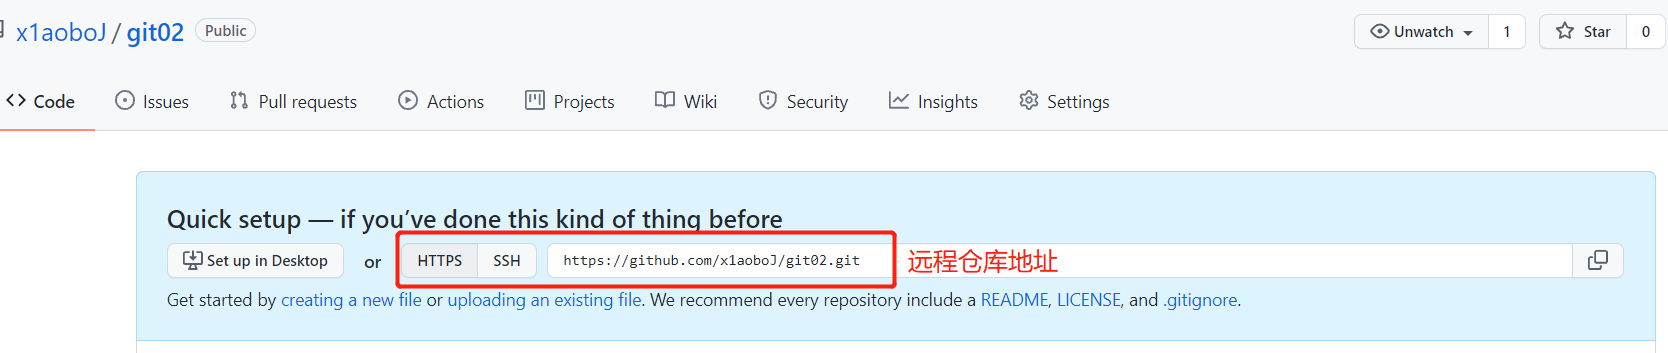 x1aoboJ / git02 Public Unwatch 1 Star 0
Code Issues Pull requests Actions Projects Wiki Security Insights Settings
Quick setup — if you’ve done this kind of thing before
Set up in Desktop or HTTPS SSH https://github.com/x1aoboJ/git02.git 远程仓库地址
Get started by creating a new file or uploading an existing file. We recommend every repository include a README, LICENSE, and .gitignore.